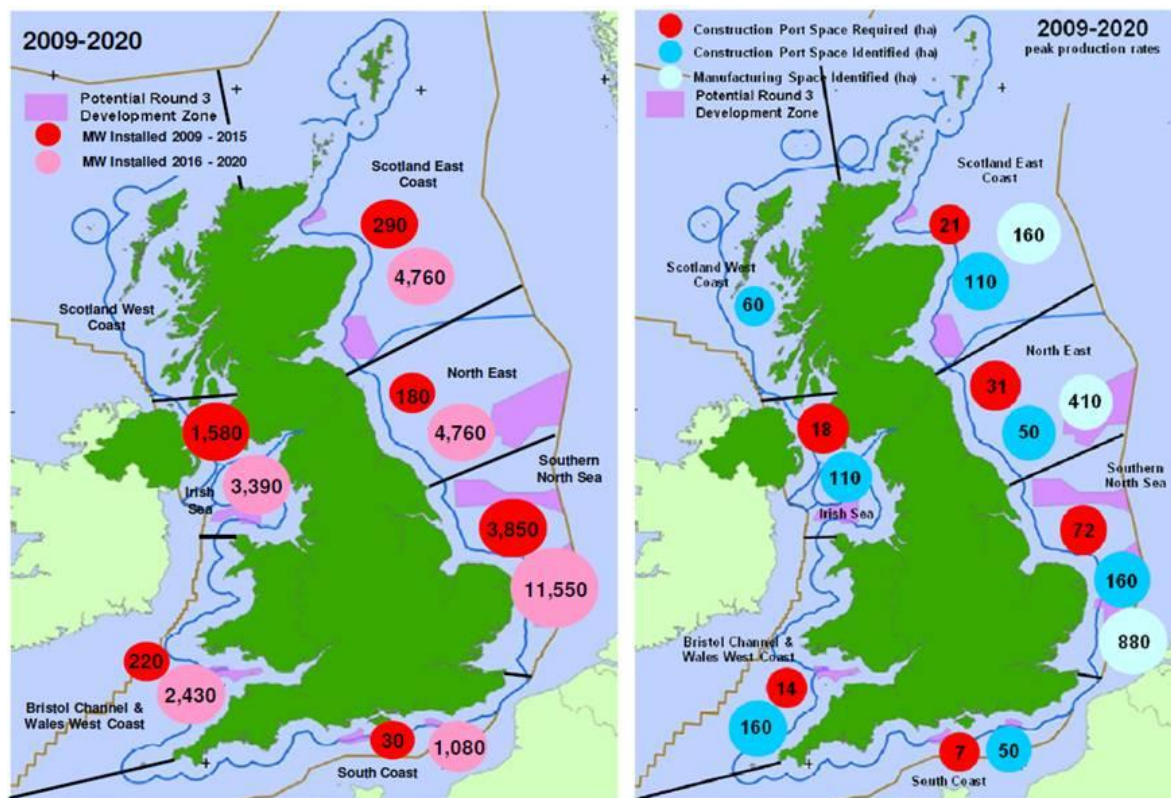 2009-2020
Potential Round 3
Development Zone
MW Installed 2009 - 2015
MW Installed 2016 - 2020
Scotland East
Coast
290
4,760
Scotland West
Coast
North East
180
4,760
1,580
3,390
Irish
Sea
Southern
North Sea
3,850
11,550
220
2,430
Bristol Channel &
Wales West Coast
30
1,080
South Coast
Construction Port Space Required (ha)
Construction Port Space Identified (ha)
Manufacturing Space Identified (ha)
Potential Round 3
Development Zone
2009-2020
peak production rates
Scotland East
Coast
21
160
110
Scotland West
Coast
60
North East
31
410
50
18
110
Irish Sea
Southern
North Sea
72
160
880
Bristol Channel &
Wales West Coast
14
160
7
50
South Coast